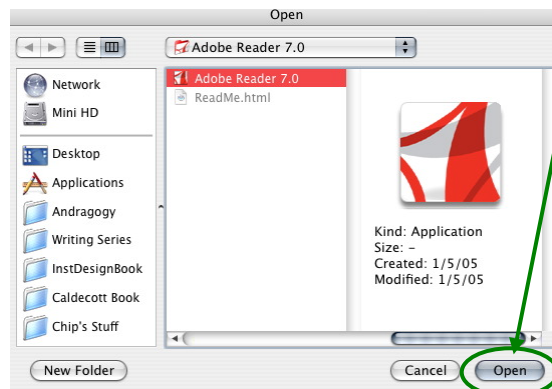 Open
Adobe Reader 7.0
Network
Mini HD
Desktop
Applications
Andragogy
Writing Series
InstDesignBook
Caldecott Book
Chip's Stuff
Adobe Reader 7.0
ReadMe.html
Kind: Application
Size: –
Created: 1/5/05
Modified: 1/5/05
New Folder
Cancel
Open